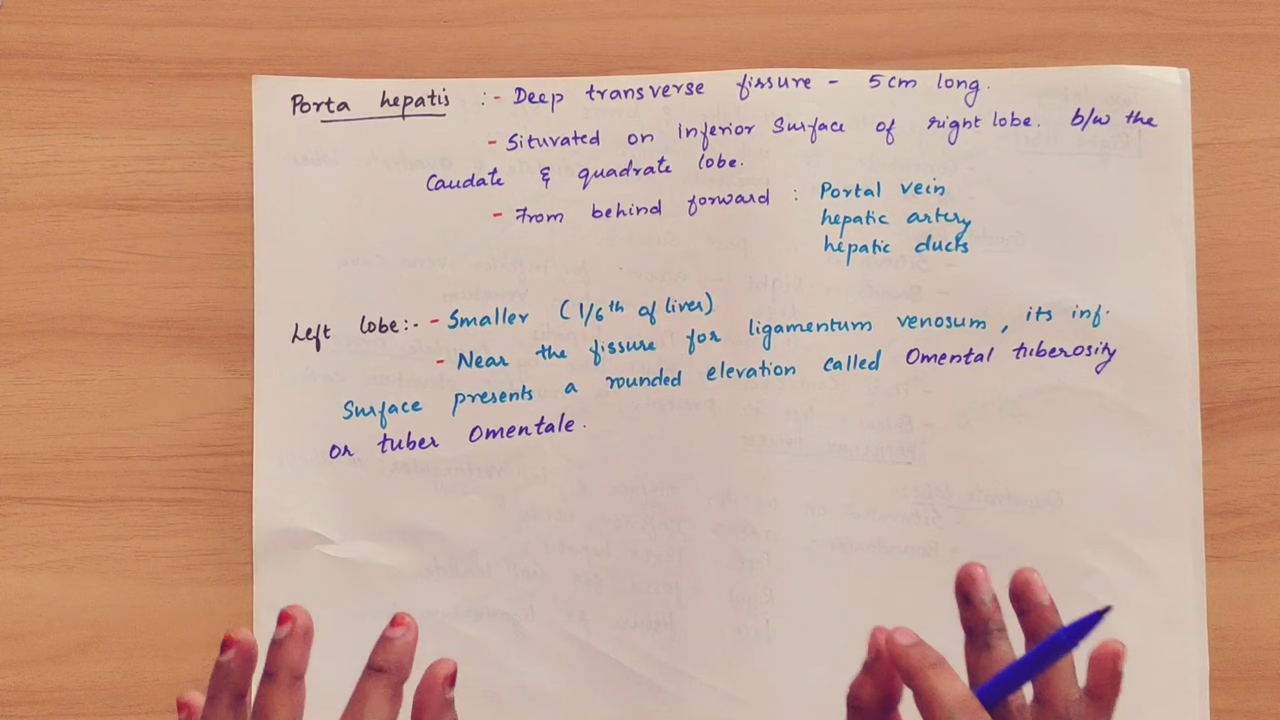 Porta hepatis :- Deep transverse fissure - 5cm long.
- Situvated on inferior Surface of right lobe. b/w the
Caudate & quadrate lobe.
- From behind forward : Portal vein
hepatic artery
hepatic ducts
Left lobe:- - Smaller (1/6th of liver)
- Near the fissure for ligamentum venosum, its inf.
Surface presents a rounded elevation called Omental tuberosity
or tuber Omentale.